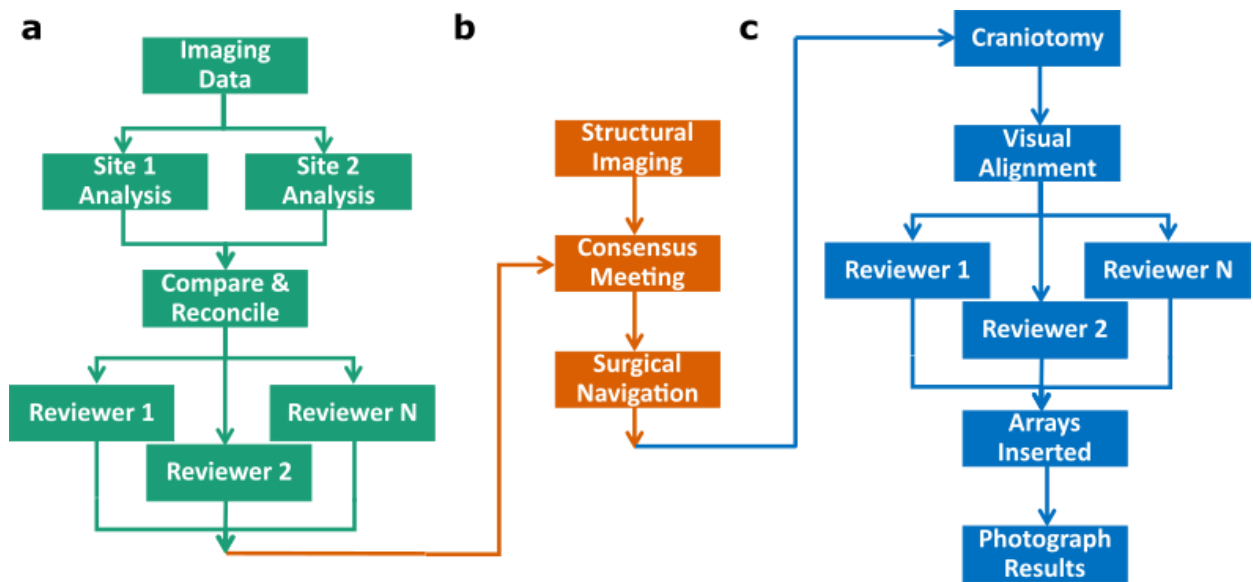 a
Imaging
Data
Site 1
Analysis
Site 2
Analysis
Compare &
Reconcile
Reviewer 1
Reviewer N
Reviewer 2
b
Structural
Imaging
Consensus
Meeting
Surgical
Navigation
c
Craniotomy
Visual
Alignment
Reviewer 1
Reviewer N
Reviewer 2
Arrays
Inserted
Photograph
Results